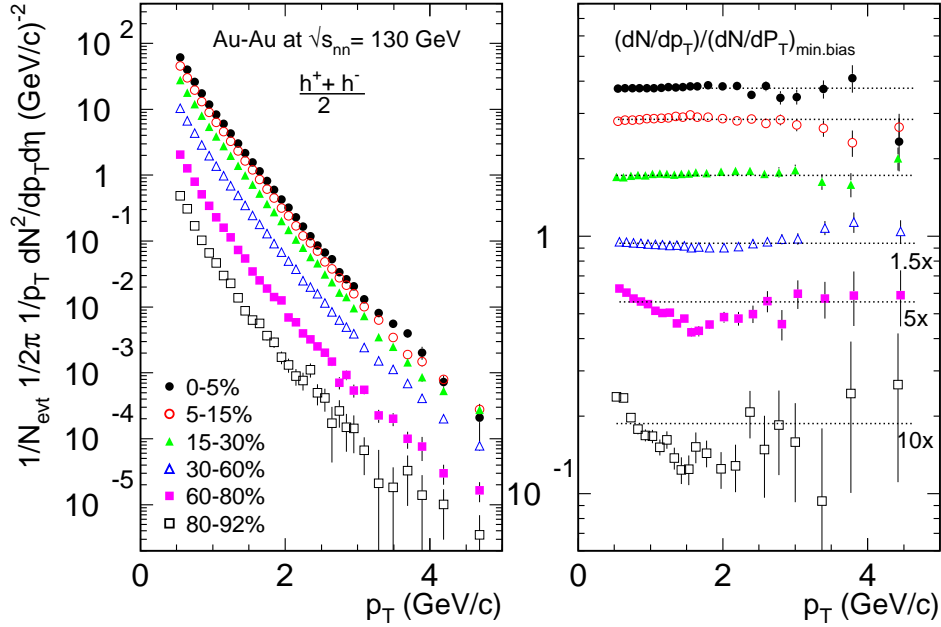 1/N_evt 1/2π 1/p_T dN²/dp_Tdη (GeV/c)⁻²
10²
10
1
10⁻¹
10⁻²
10⁻³
10⁻⁴
10⁻⁵
Au-Au at √s_nn = 130 GeV
h⁺ + h⁻
2
0-5%
5-15%
15-30%
30-60%
60-80%
80-92%
0 2 4
p_T (GeV/c)
(dN/dp_T)/(dN/dP_T)_min.bias
1
10⁻¹
1.5x
5x
10x
0 2 4
p_T (GeV/c)